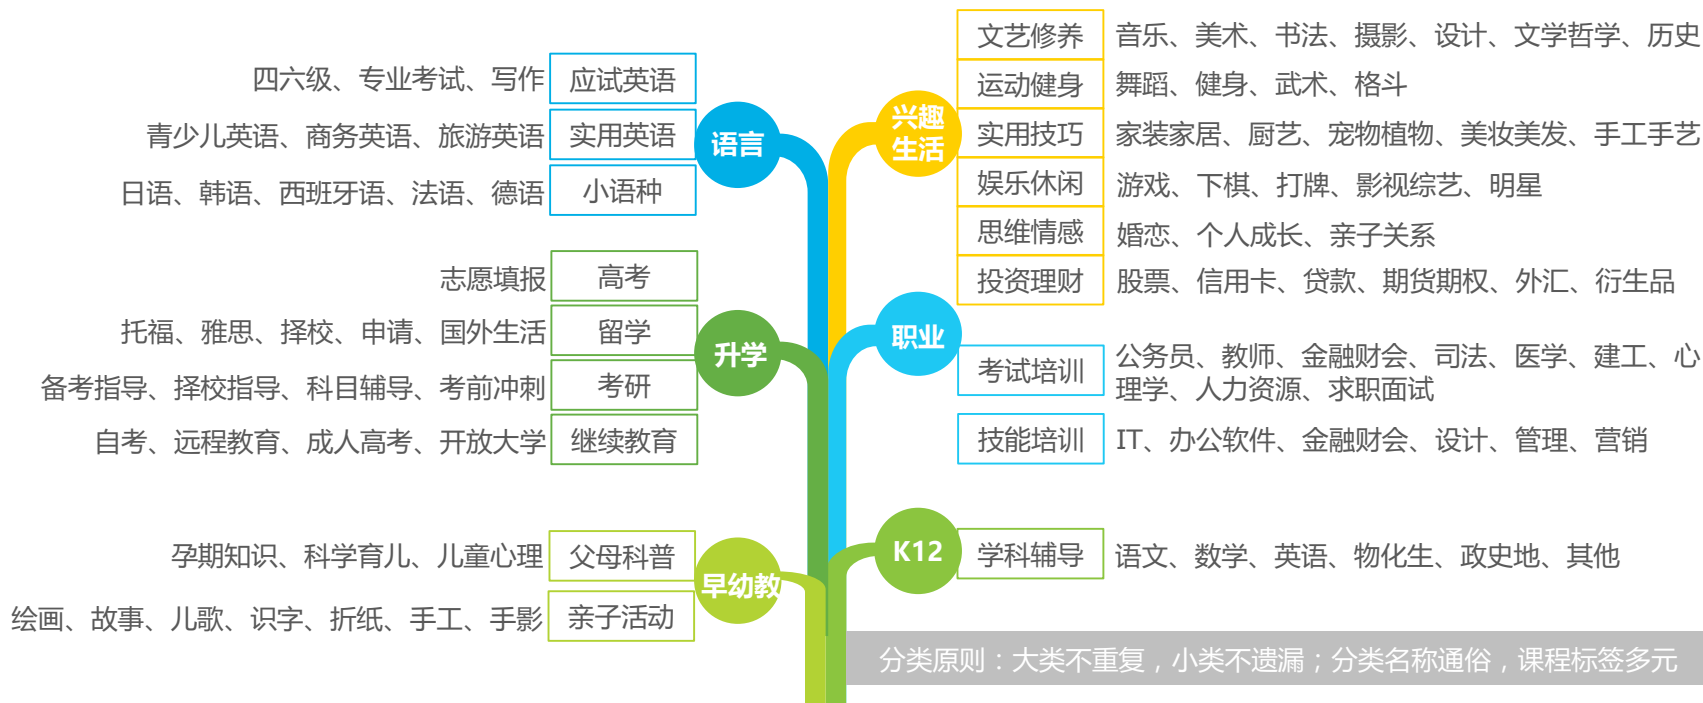 语言
四六级、专业考试、写作 应试英语
青少儿英语、商务英语、旅游英语 实用英语
日语、韩语、西班牙语、法语、德语 小语种
升学
志愿填报 高考
托福、雅思、择校、申请、国外生活 留学
备考指导、择校指导、科目辅导、考前冲刺 考研
自考、远程教育、成人高考、开放大学 继续教育
早幼教
孕期知识、科学育儿、儿童心理 父母科普
绘画、故事、儿歌、识字、折纸、手工、手影 亲子活动
兴趣
生活
文艺修养 音乐、美术、书法、摄影、设计、文学哲学、历史
运动健身 舞蹈、健身、武术、格斗
实用技巧 家装家居、厨艺、宠物植物、美妆美发、手工手艺
娱乐休闲 游戏、下棋、打牌、影视综艺、明星
思维情感 婚恋、个人成长、亲子关系
投资理财 股票、信用卡、贷款、期货期权、外汇、衍生品
职业
考试培训 公务员、教师、金融财会、司法、医学、建工、心
理学、人力资源、求职面试
技能培训 IT、办公软件、金融财会、设计、管理、营销
K12
学科辅导 语文、数学、英语、物化生、政史地、其他
分类原则：大类不重复，小类不遗漏；分类名称通俗，课程标签多元